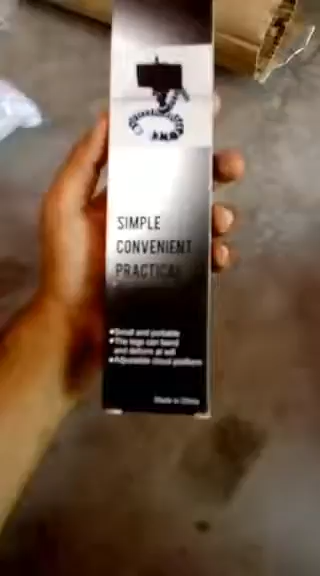 SIMPLE
CONVENIENT
PRACTICAL
Small and portable
The legs can bend
and deform at will
Adjustable cloud platform
Made in China